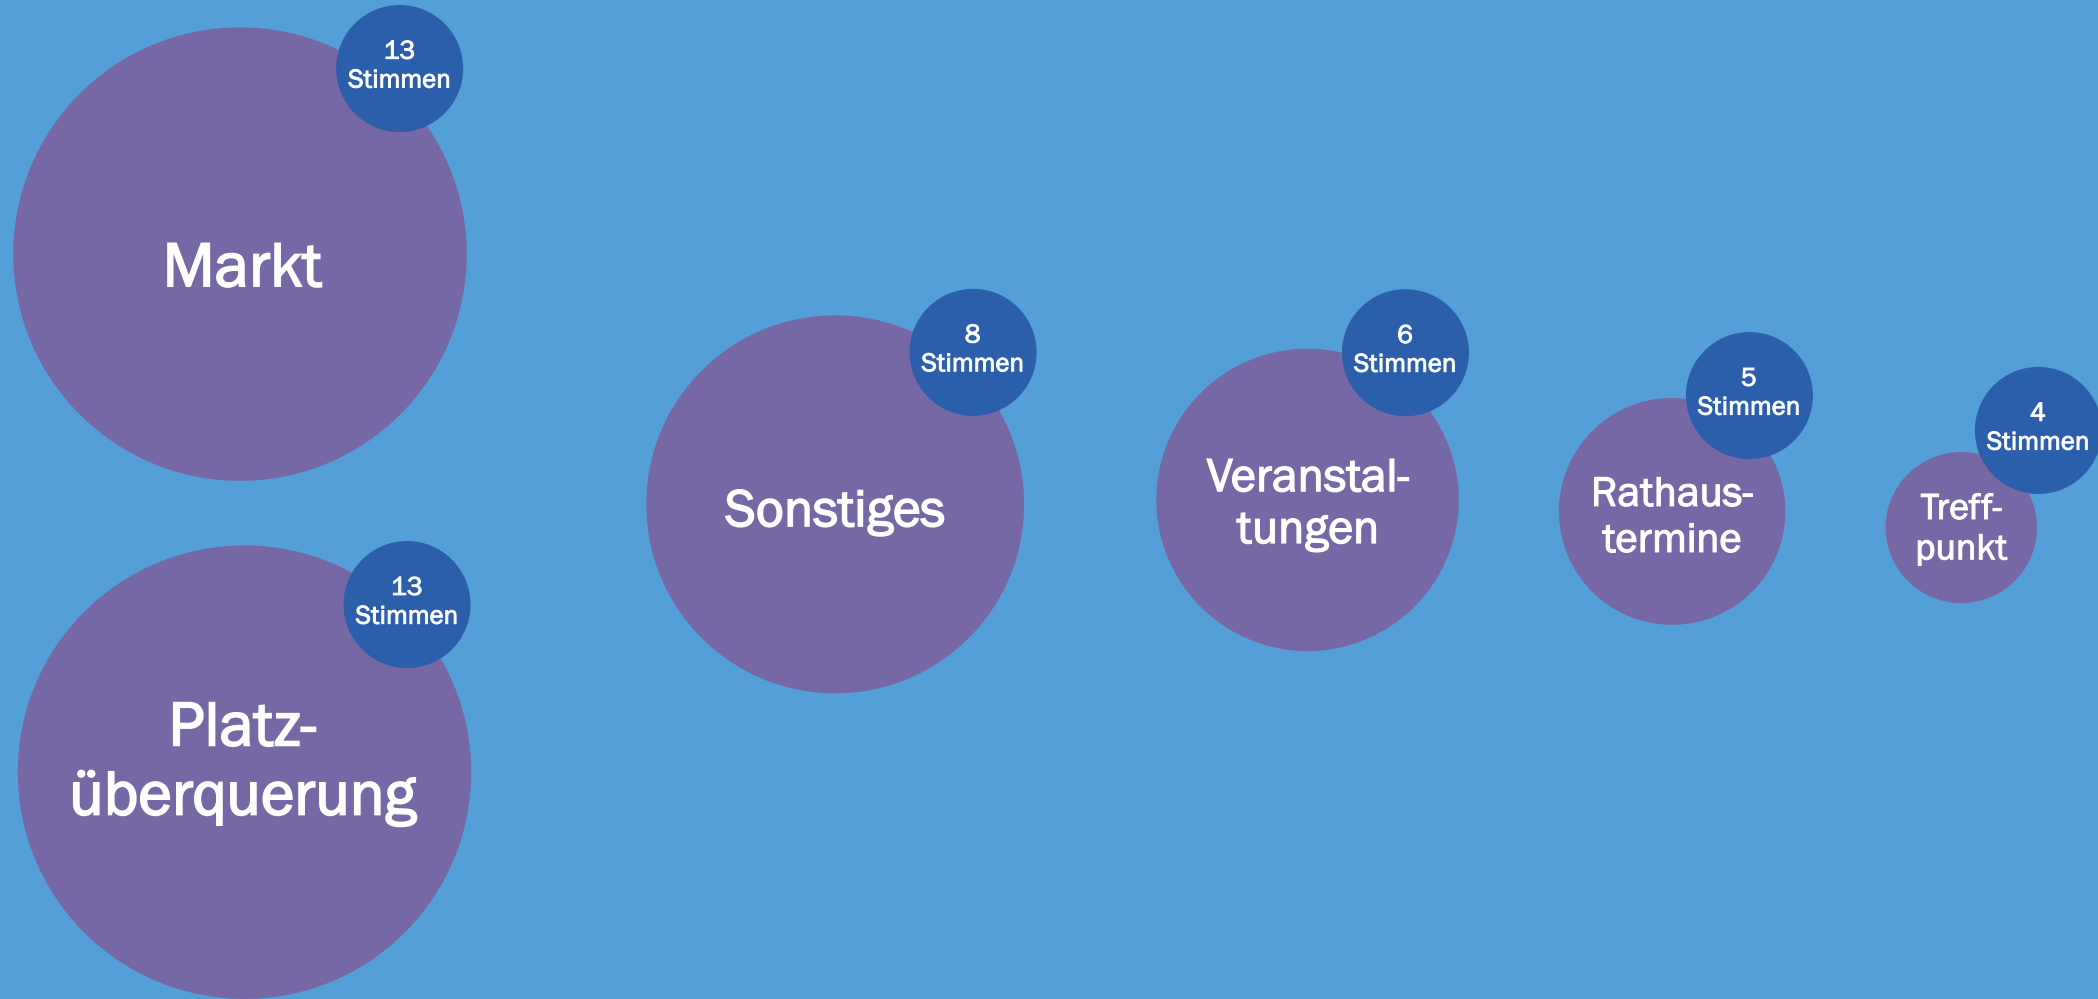 13
Stimmen
Markt
13
Stimmen
Platz-
überquerung
8
Stimmen
Sonstiges
6
Stimmen
Veranstal-
tungen
5
Stimmen
Rathaus-
termine
4
Stimmen
Treff-
punkt